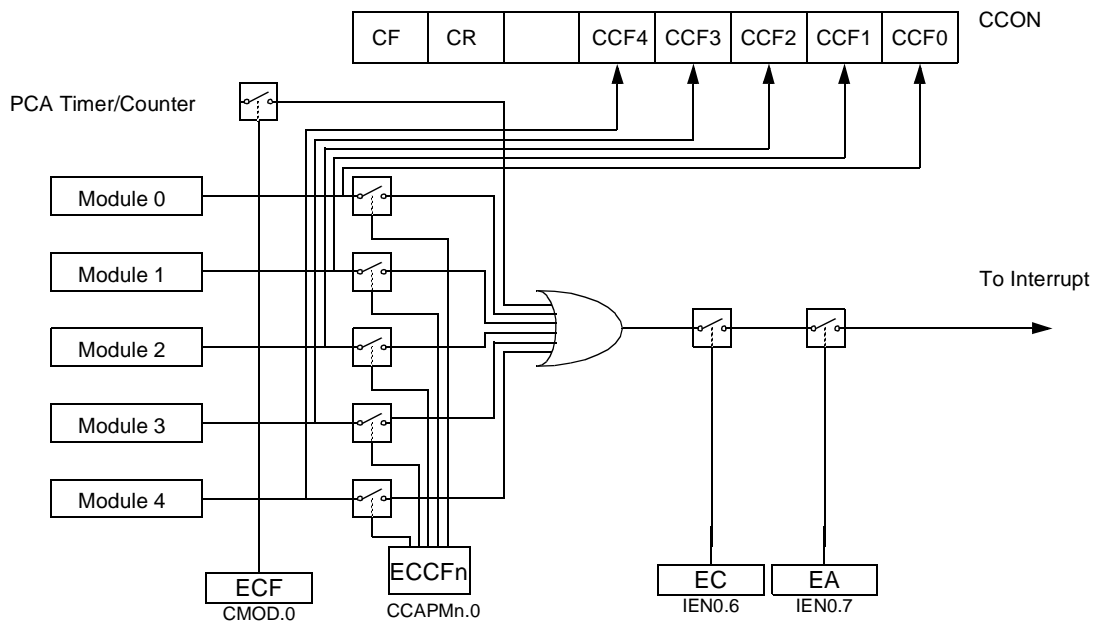 CF CR CCF4 CCF3 CCF2 CCF1 CCF0
CCON
PCA Timer/Counter
Module 0
Module 1
Module 2
Module 3
Module 4
To Interrupt
ECF
CMOD.0
ECCFn
CCAPMn.0
EC
IEN0.6
EA
IEN0.7